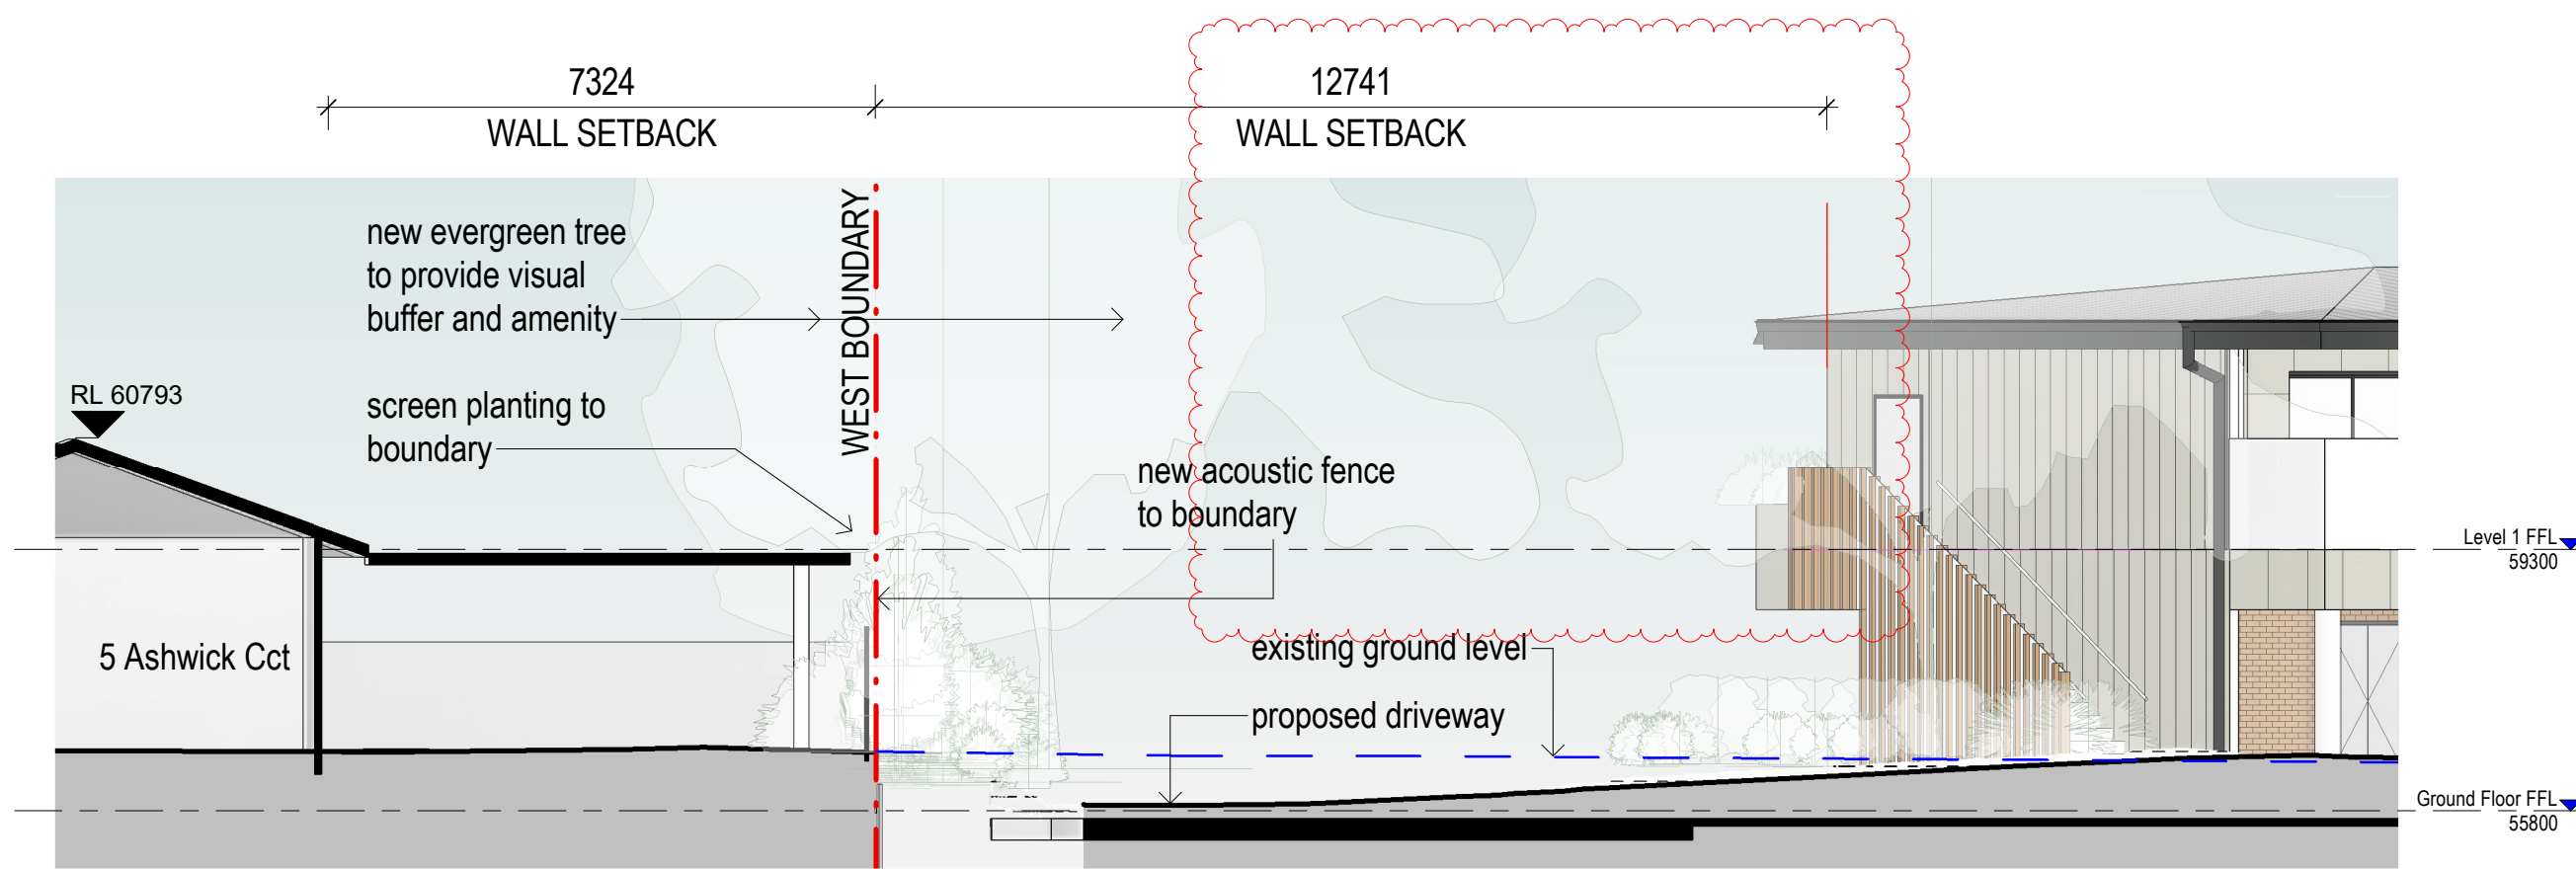 7324
WALL SETBACK
12741
WALL SETBACK
WEST BOUNDARY
new evergreen tree
to provide visual
buffer and amenity
RL 60793
screen planting to
boundary
new acoustic fence
to boundary
Level 1 FFL
59300
5 Ashwick Cct
existing ground level
proposed driveway
Ground Floor FFL
55800